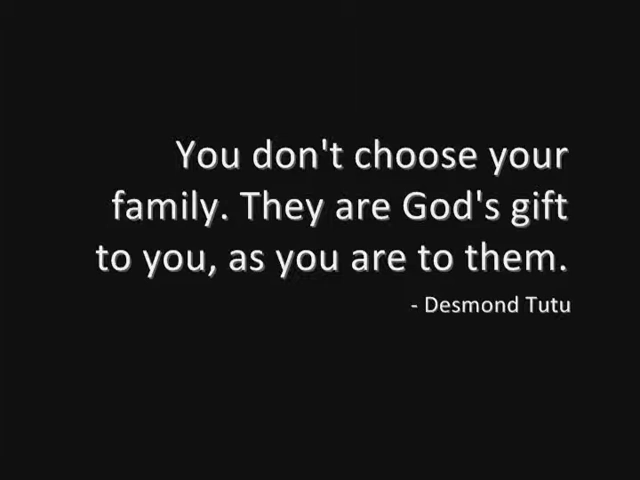 You don't choose your
family. They are God's gift
to you, as you are to them.
- Desmond Tutu